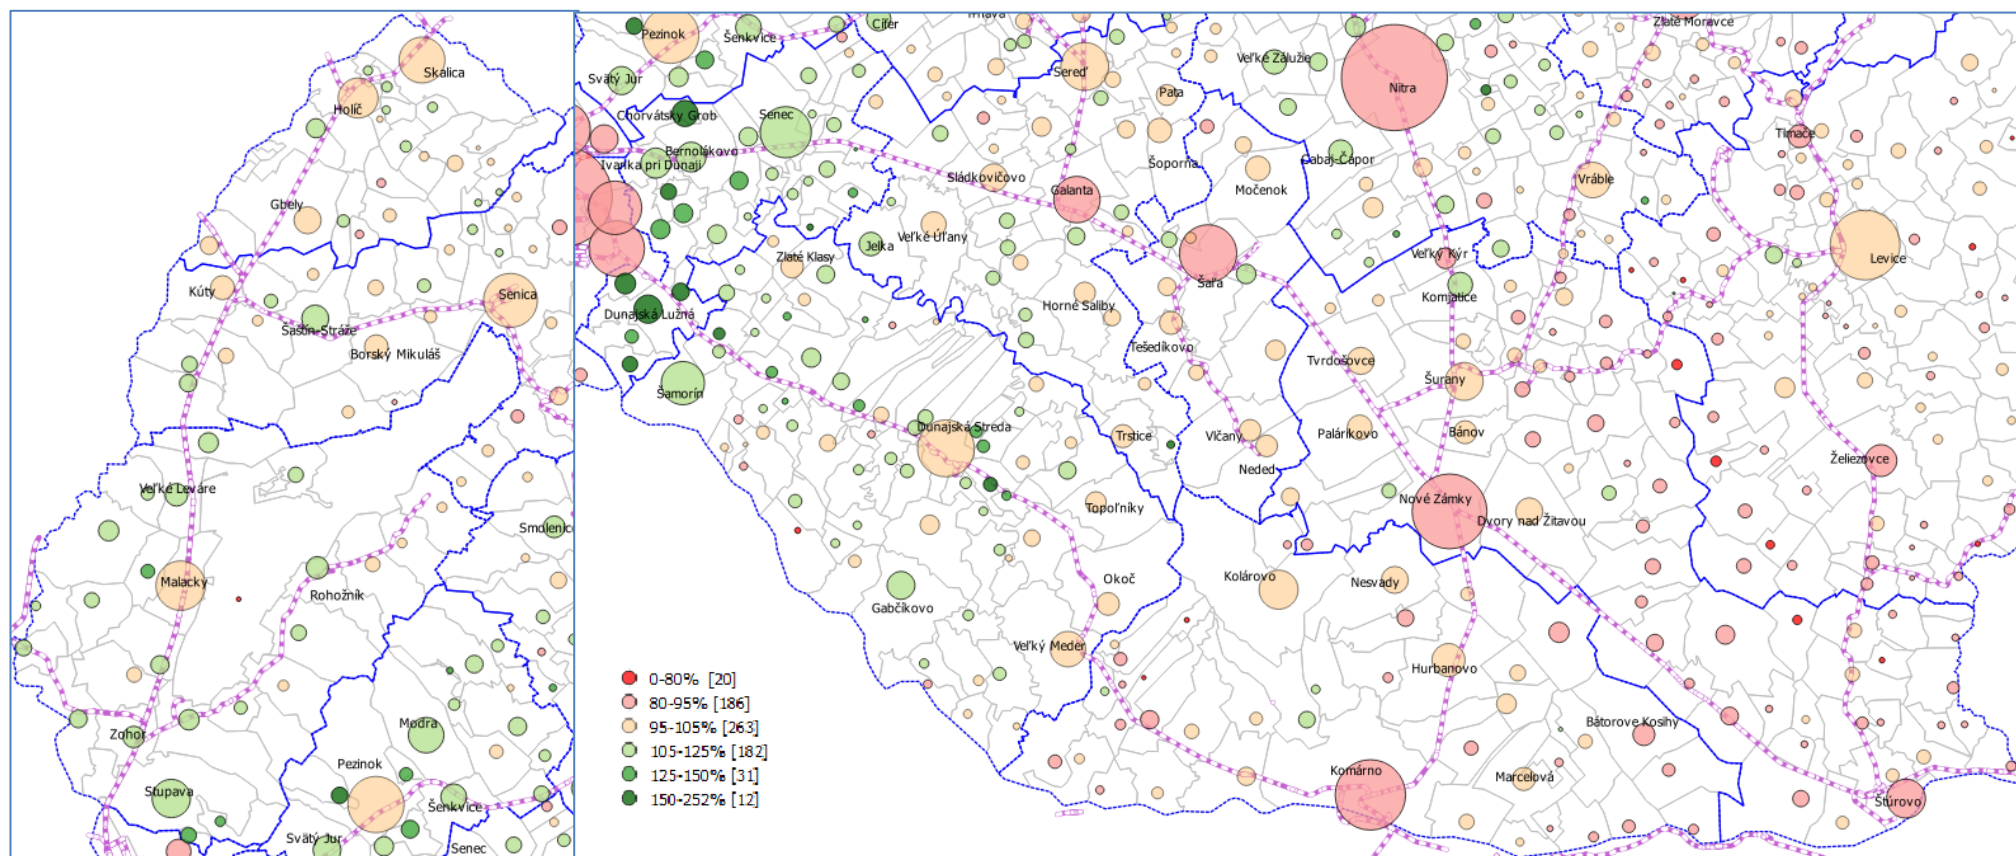 Skalica
Holíč
Gbely
Kúty
Senica
Šaštín-Stráže
Borský Mikuláš
Veľké Leváre
Smolenice
Malacky
Rohožník
Zohor
Modra
Pezinok
Stupava
Šenkvice
Svätý Jur
Senec
Pezinok
Šenkvice
Cífer
Trnava
Zlaté Moravce
Svätý Jur
Sereď
Veľké Zálužie
Nitra
Pata
Chorvátsky Grob
Senec
Tlmače
Bernolákovo
Ivanka pri Dunaji
Šoporňa
Cabaj-Čápor
Sládkovičovo
Galanta
Močenok
Vráble
Jelka
Veľké Úľany
Zlaté Klasy
Veľký Kýr
Levice
Šaľa
Komjatice
Horné Saliby
Dunajská Lužná
Tešedíkovo
Tvrdošovce
Šurany
Šamorín
Dunajská Streda
Trstice
Vlčany
Palárikovo
Bánov
Neded
Želiezovce
Nové Zámky
Topoľníky
Dvory nad Žitavou
Okoč
Kolárovo
Nesvady
Gabčíkovo
Veľký Meder
Hurbanovo
0-80% [20]
80-95% [186]
95-105% [263]
105-125% [182]
125-150% [31]
150-252% [12]
Bátorove Kosihy
Komárno
Marcelová
Štúrovo